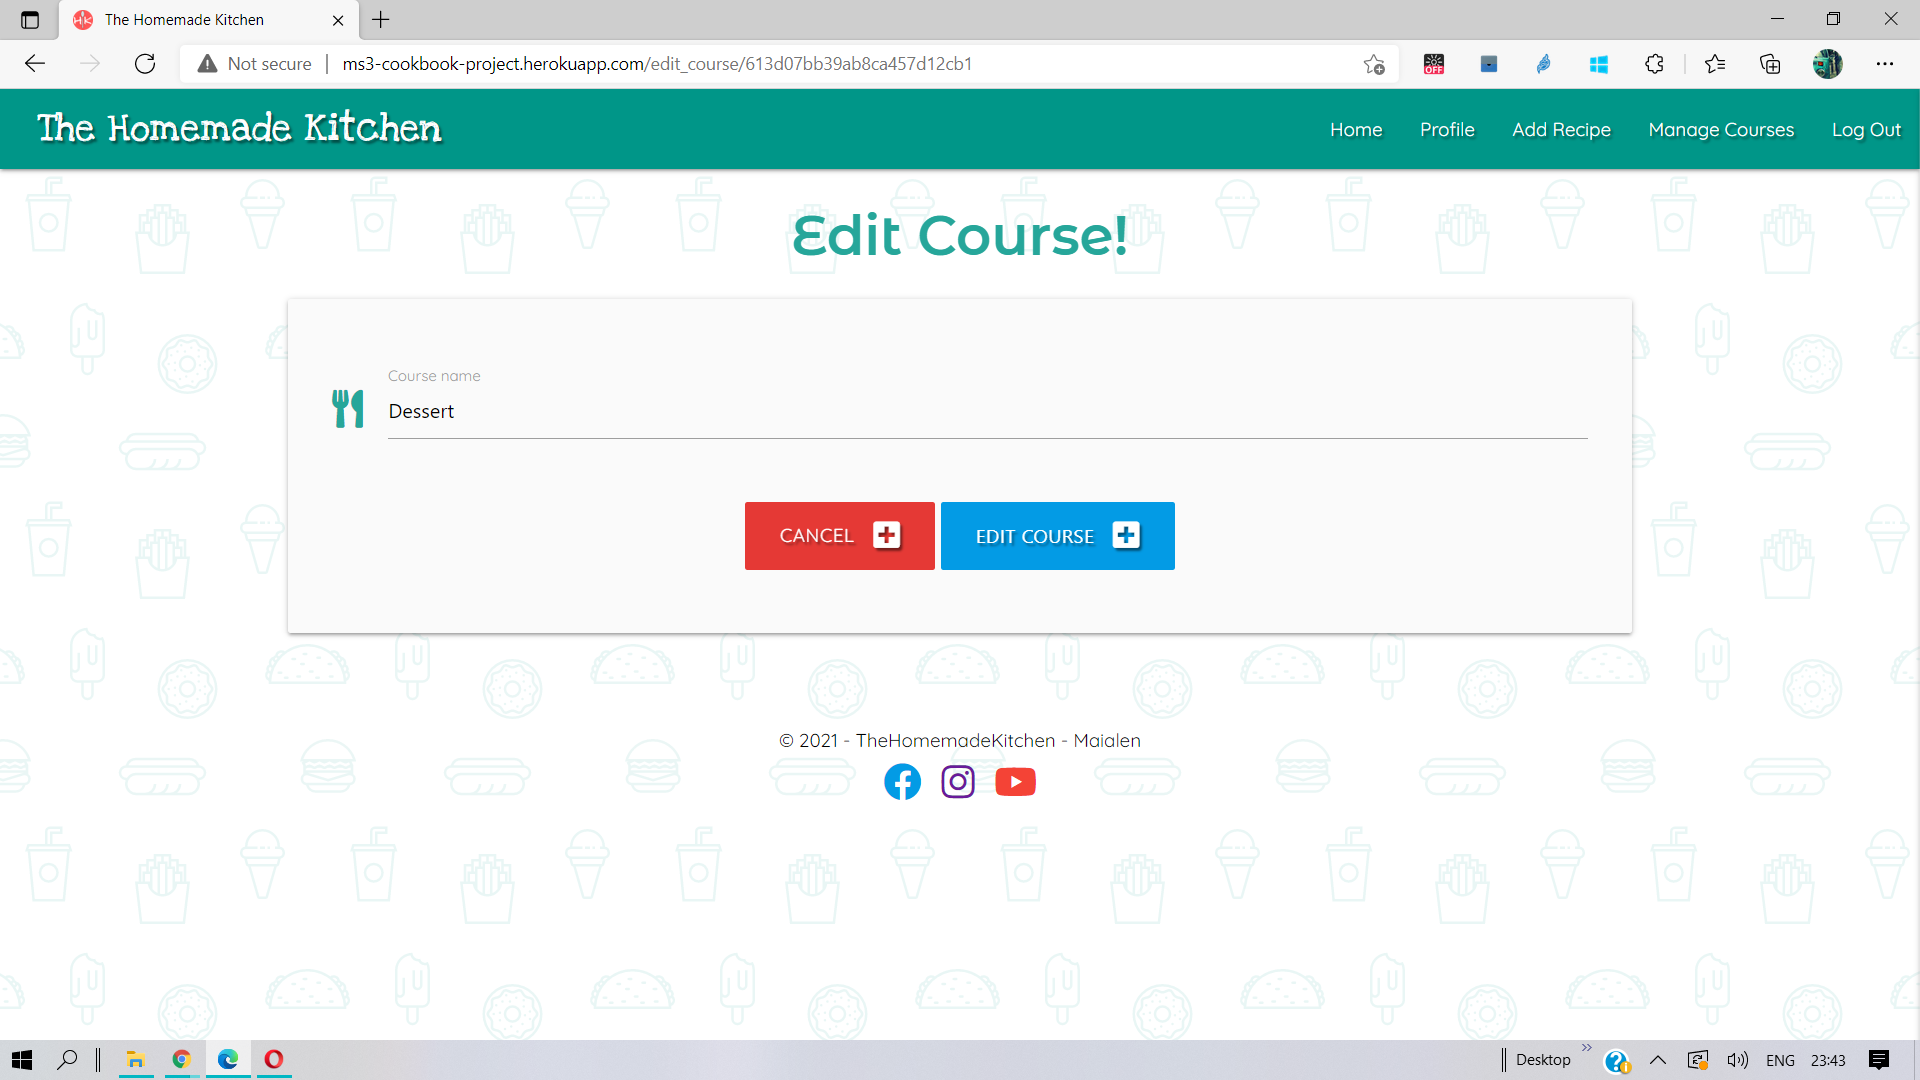 The Homemade Kitchen
Not secure
ms3-cookbook-project.herokuapp.com/edit_course/613d07bb39ab8ca457d12cb1
OFF
The Homemade Kitchen
Home Profile Add Recipe Manage Courses Log Out
Edit Course!
Course name
Dessert
CANCEL
EDIT COURSE
© 2021 - TheHomemadeKitchen - Maialen
Desktop
ENG
23:43